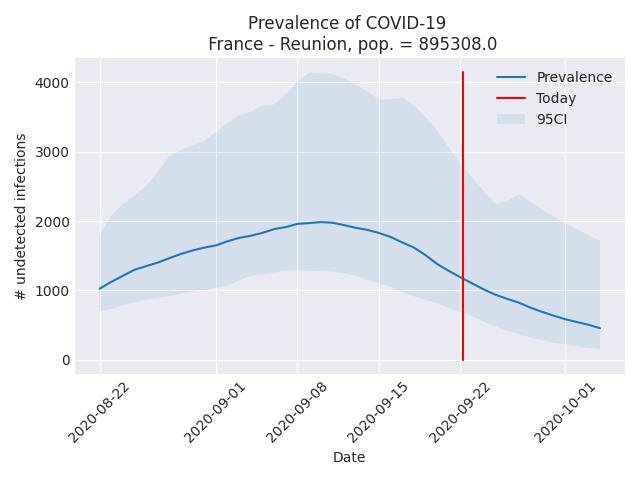 Prevalence of COVID-19
France - Reunion, pop. = 895308.0
Prevalence
Today
95CI
4000
3000
2000
1000
0
# undetected infections
2020-08-22
2020-09-01
2020-09-08
2020-09-15
2020-09-22
2020-10-01
Date